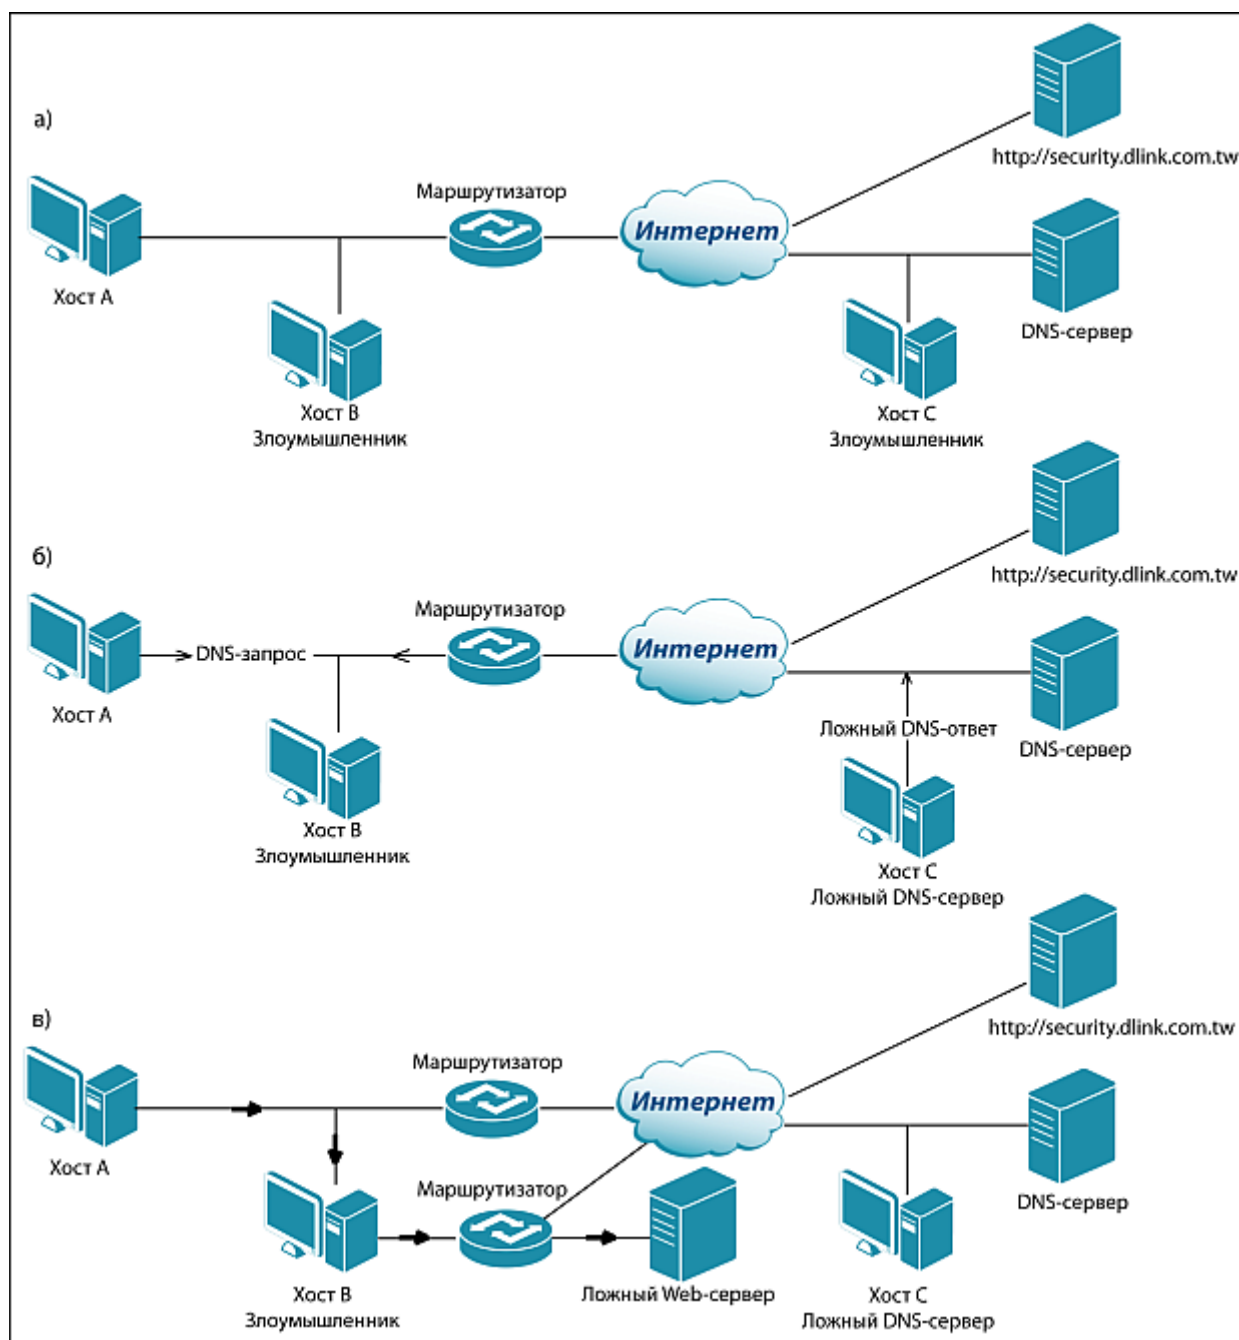 а)
http://security.dlink.com.tw
Маршрутизатор
Интернет
Хост А
DNS-сервер
Хост В
Злоумышленник
Хост С
Злоумышленник
б)
http://security.dlink.com.tw
Маршрутизатор
Интернет
DNS-запрос
Хост А
Ложный DNS-ответ
DNS-сервер
Хост В
Злоумышленник
Хост С
Ложный DNS-сервер
в)
http://security.dlink.com.tw
Маршрутизатор
Интернет
Хост А
Маршрутизатор
DNS-сервер
Хост В
Злоумышленник
Ложный Web-сервер
Хост С
Ложный DNS-сервер